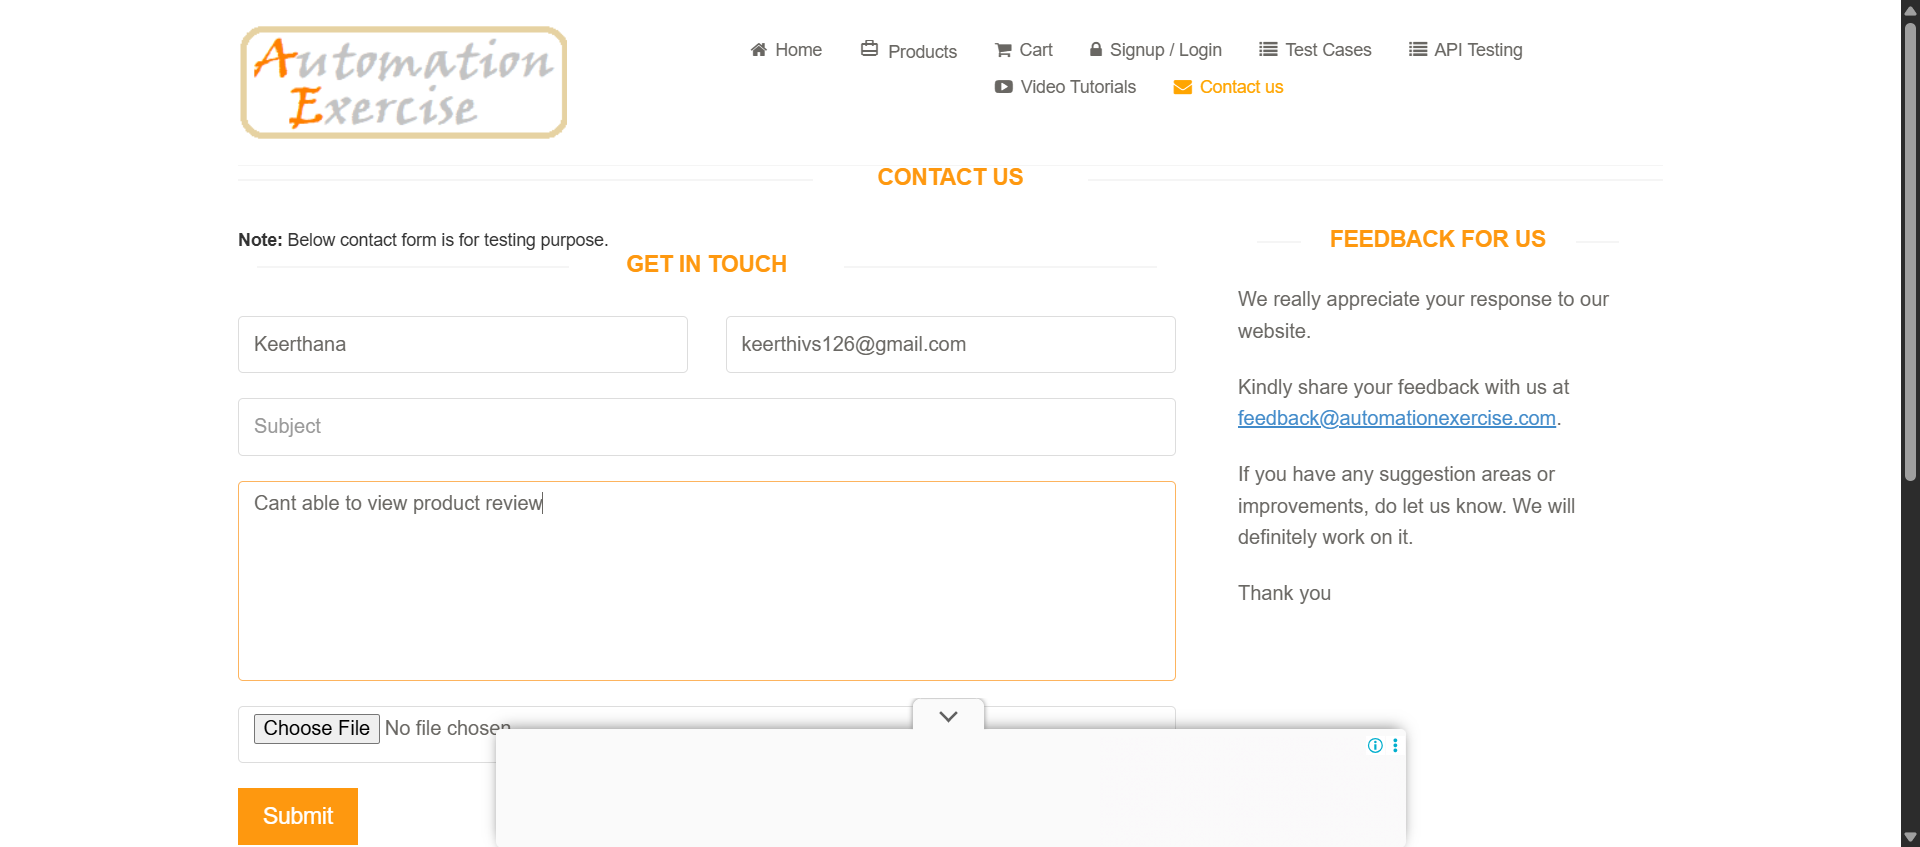 Automation
Exercise
Home
Products
Cart
Signup / Login
Test Cases
API Testing
Video Tutorials
Contact us
CONTACT US
Note: Below contact form is for testing purpose.
GET IN TOUCH
Keerthana
keerthivs126@gmail.com
Subject
Cant able to view product review
Choose File No file chosen
Submit
FEEDBACK FOR US
We really appreciate your response to our
website.
Kindly share your feedback with us at
feedback@automationexercise.com.
If you have any suggestion areas or
improvements, do let us know. We will
definitely work on it.
Thank you